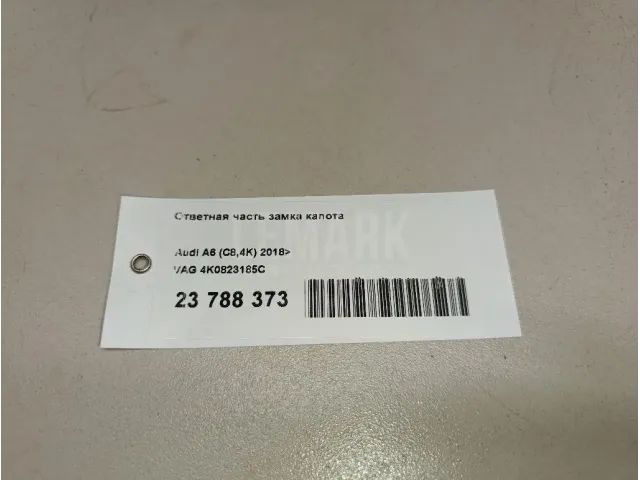 Ответная часть замка капота
Audi A6 (C8,4K) 2018>
VAG 4K0823185C
23 788 373